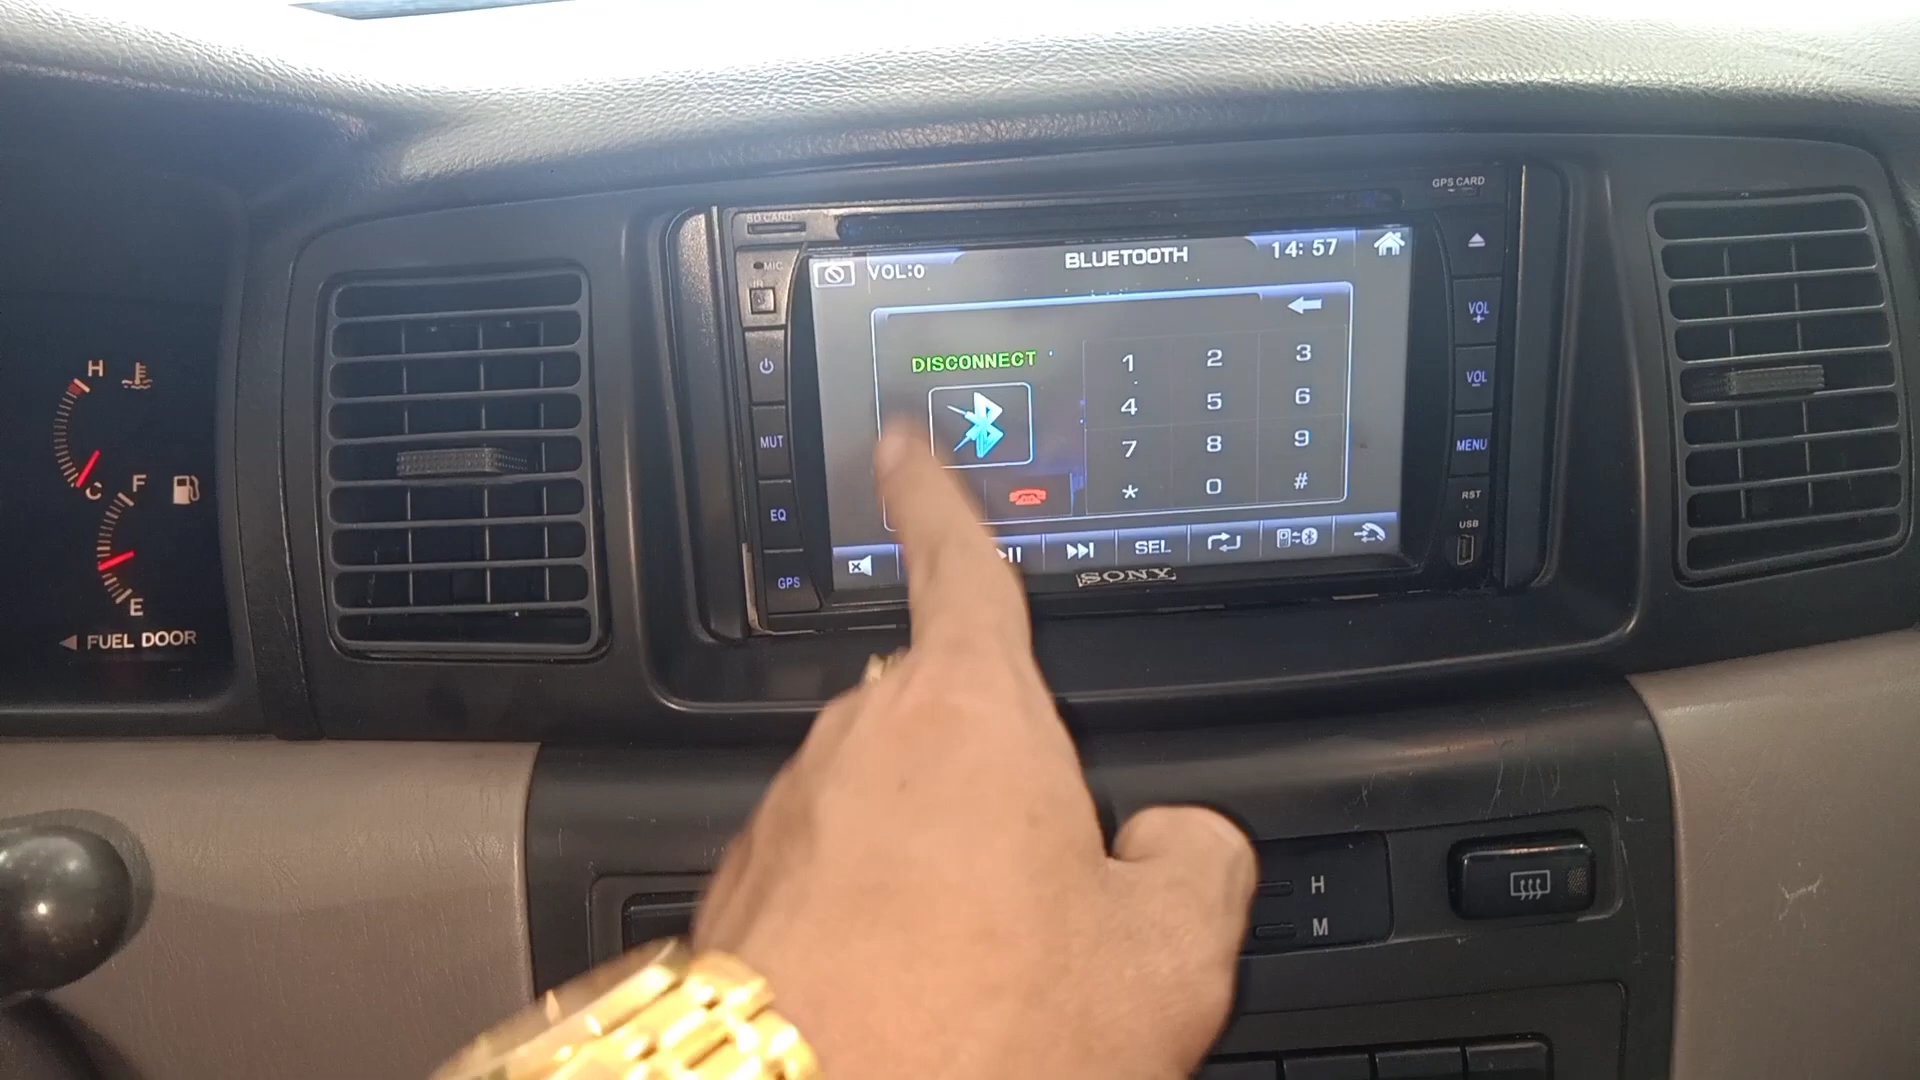 GPS CARD
SD CARD
MIC
IR
VOL:0
BLUETOOTH
14:57
DISCONNECT
1 2 3
4 5 6
7 8 9
* 0 #
SEL
SONY
MUT
EQ
GPS
VOL
+
VOL
-
MENU
RST
USB
H
C
F
E
FUEL DOOR
H
M